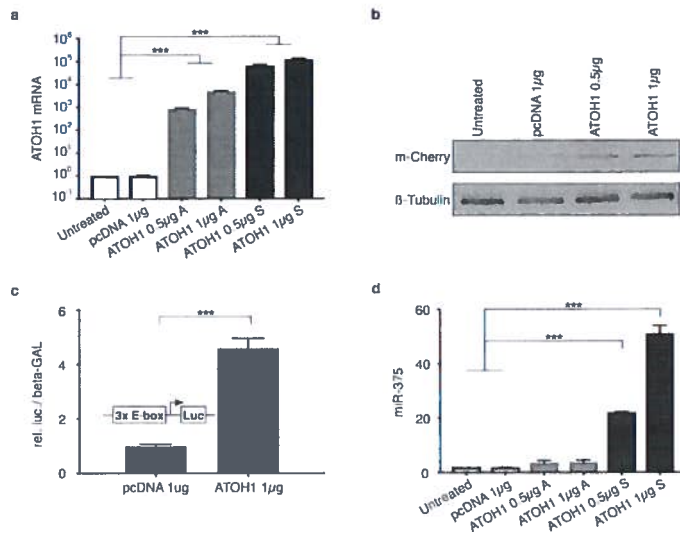 a
***
***
ATOH1 mRNA
10⁶
10⁵
10⁴
10³
10²
10¹
10⁰
10⁻¹
Untreated
pcDNA 1µg
ATOH1 0 5µg A
ATOH1 1µg A
ATOH1 0 5µg S
ATOH1 1µg S
b
Untreated
pcDNA 1µg
ATOH1 0.5µg
ATOH1 1µg
m-Cherry
ß-Tubulin
c
***
rel. luc./ beta-GAL
6
4
2
0
3x E-box
Luc
pcDNA 1ug
ATOH1 1µg
d
***
***
miR-375
60
40
20
0
Untreated
pcDNA 1µg
ATOH1 0 5µg A
ATOH1 1µg A
ATOH1 0 5µg S
ATOH1 1µg S